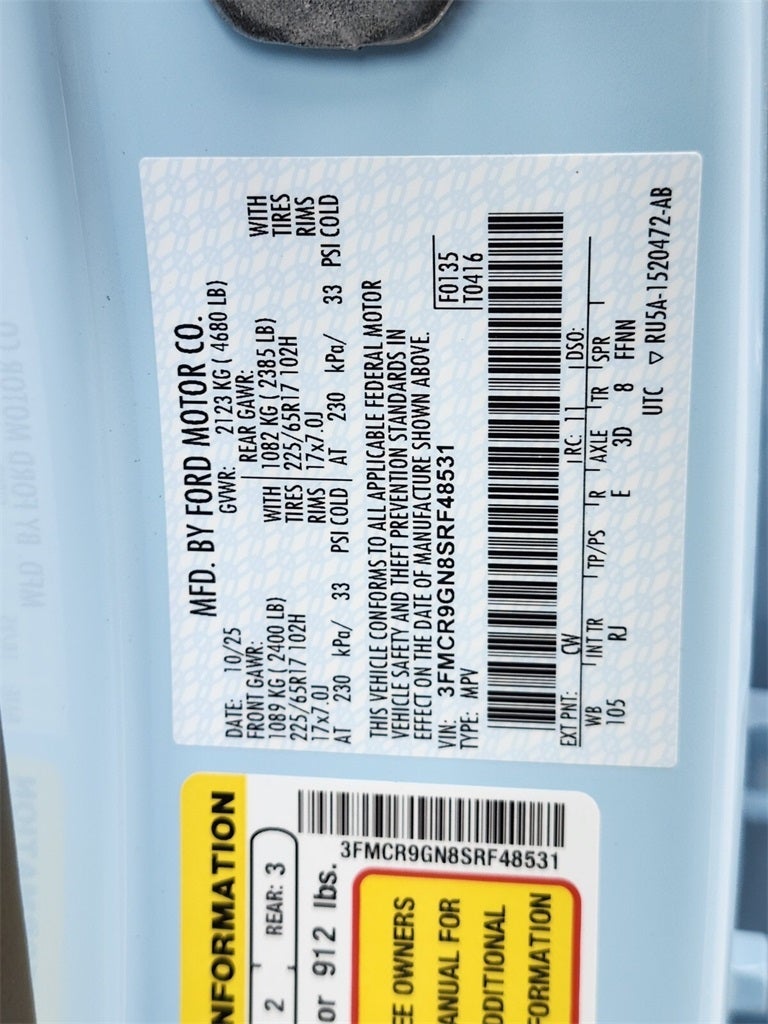 MFD. BY FORD MOTOR CO.
DATE: 10/25 GVWR: 2123 KG ( 4680 LB)
FRONT GAWR: REAR GAWR:
1089 KG ( 2400 LB) WITH 1082 KG ( 2385 LB) WITH
225/65R17 102H TIRES 225/65R17 102H TIRES
17x7.0J RIMS 17x7.0J RIMS
AT 230 kPa/ 33 PSI COLD AT 230 kPa/ 33 PSI COLD
THIS VEHICLE CONFORMS TO ALL APPLICABLE FEDERAL MOTOR
VEHICLE SAFETY AND THEFT PREVENTION STANDARDS IN
EFFECT ON THE DATE OF MANUFACTURE SHOWN ABOVE.
VIN: 3FMCR9GN8SRF48531 F0135
TYPE: MPV T0416
EXT PNT: CW RC: 11 DSO:
WB INT TR TP/PS R AXLE TR SPR
105 RJ E 3D 8 FFNN
UTC ▽ RU5A-1520472-AB
NFORMATION
2 REAR: 3
or 912 lbs.
3FMCR9GN8SRF48531
EE OWNERS
ANUAL FOR
DDITIONAL
FORMATION